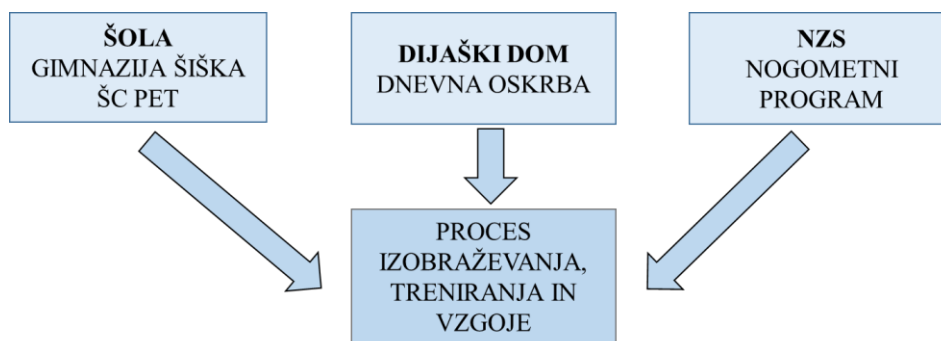 ŠOLA
GIMNAZIJA ŠIŠKA
ŠC PET
DIJAŠKI DOM
DNEVNA OSKRBA
NZS
NOGOMETNI
PROGRAM
PROCES
IZOBRAŽEVANJA,
TRENIRANJA IN
VZGOJE